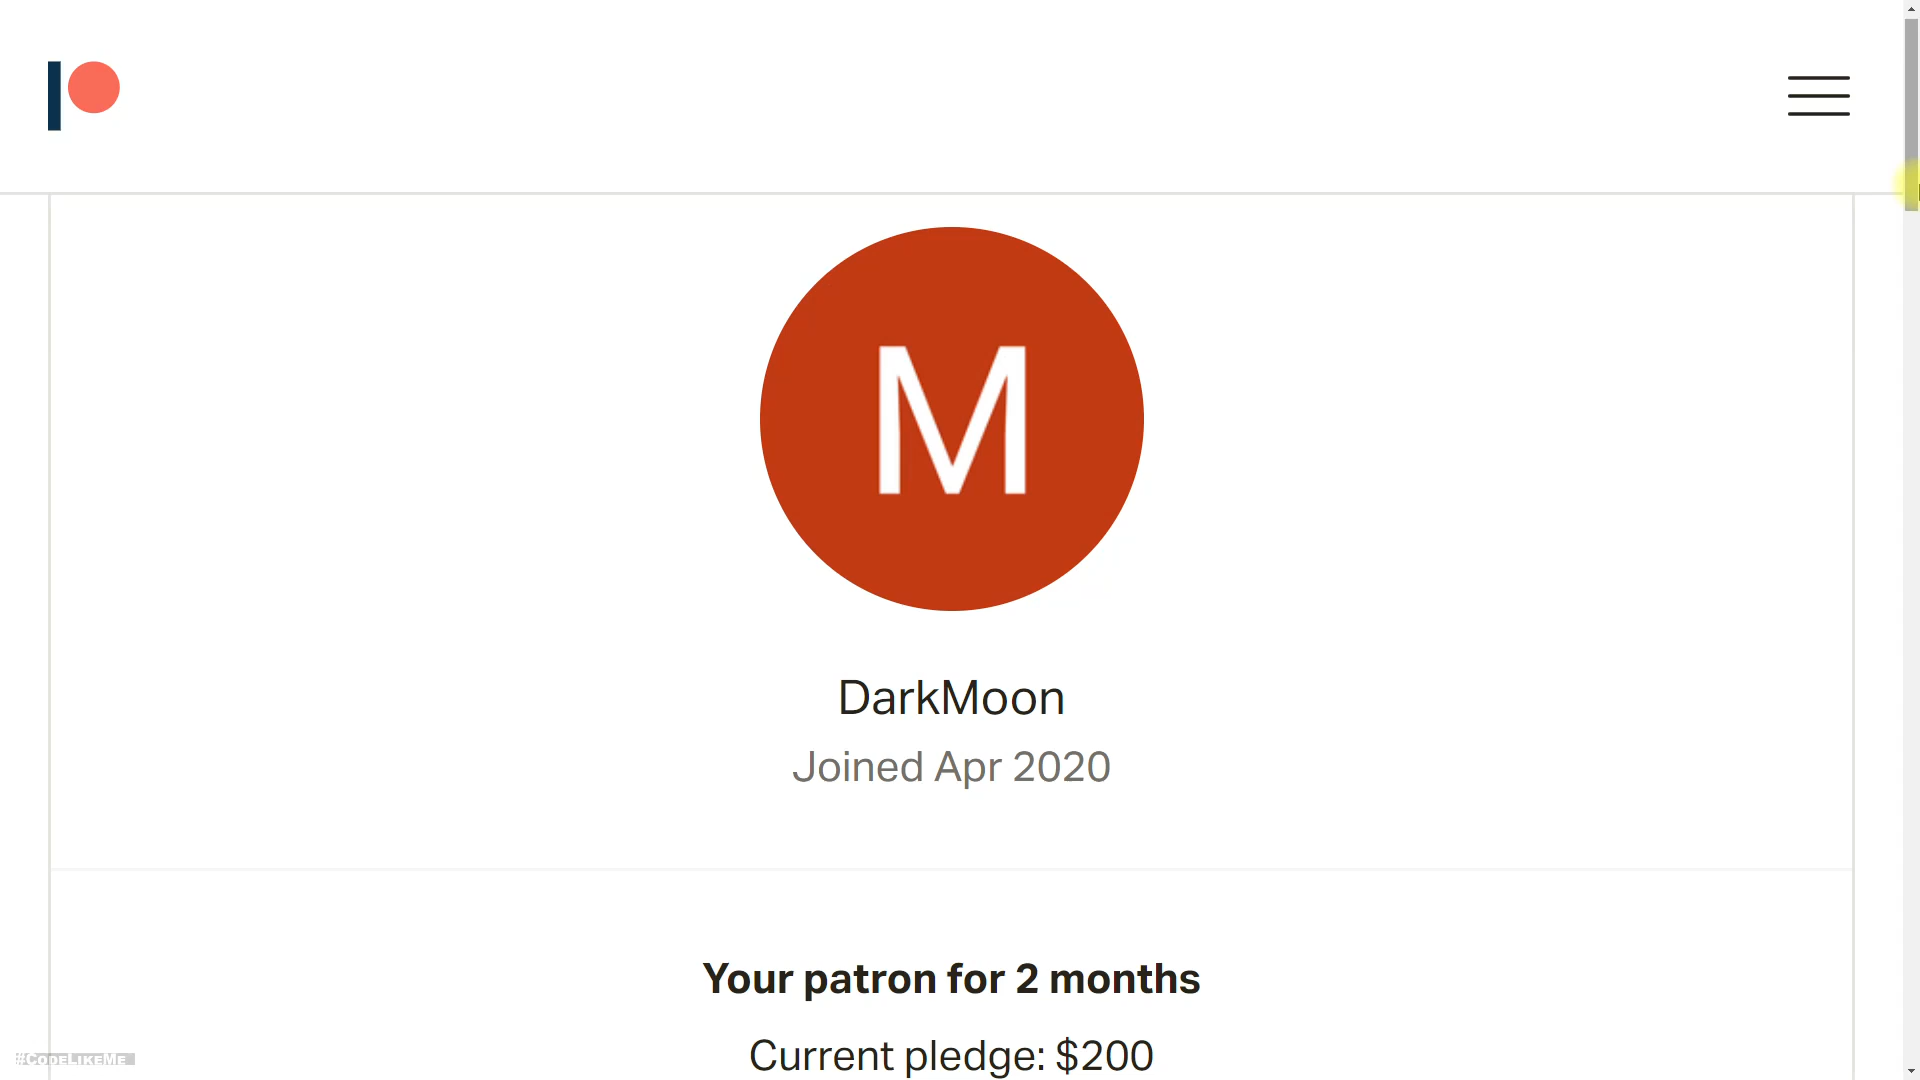 M
DarkMoon
Joined Apr 2020
Your patron for 2 months
Current pledge: $200
#CodeLikeMe